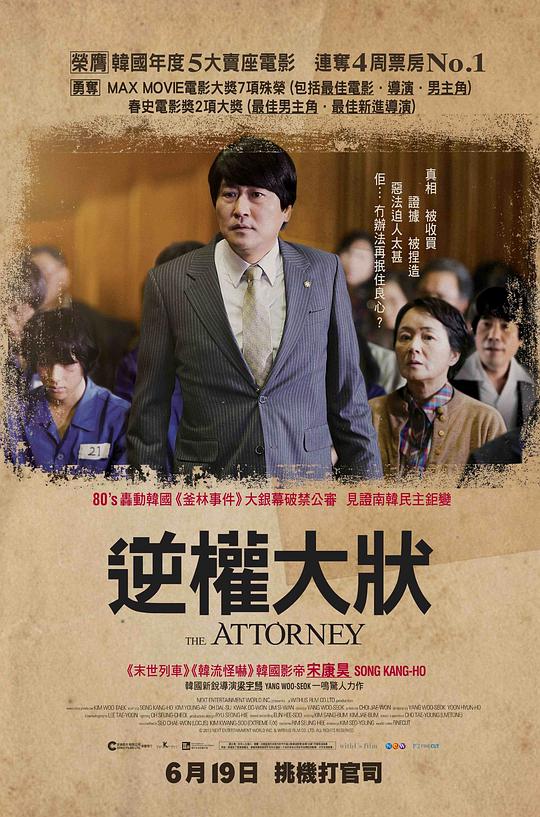 榮膺 韓國年度5大賣座電影 連奪4周票房No.1
勇奪 MAX MOVIE電影大獎7項殊榮 (包括最佳電影‧導演‧男主角)
春史電影獎2項大獎 (最佳男主角‧最佳新進導演)
真相 被收買
證據 被捏造
惡法迫人太甚
佢… 冇辦法再抿住良心？
21
80's轟動韓國《釜林事件》大銀幕破禁公審 見證南韓民主鉅變
逆權大狀
THE ATTORNEY
《末世列車》《韓流怪嚇》韓國影帝宋康昊 SONG KANG-HO
韓國新銳導演梁宇皙 YANG WOO-SEOK 一鳴驚人力作
6月19日 挑機打官司